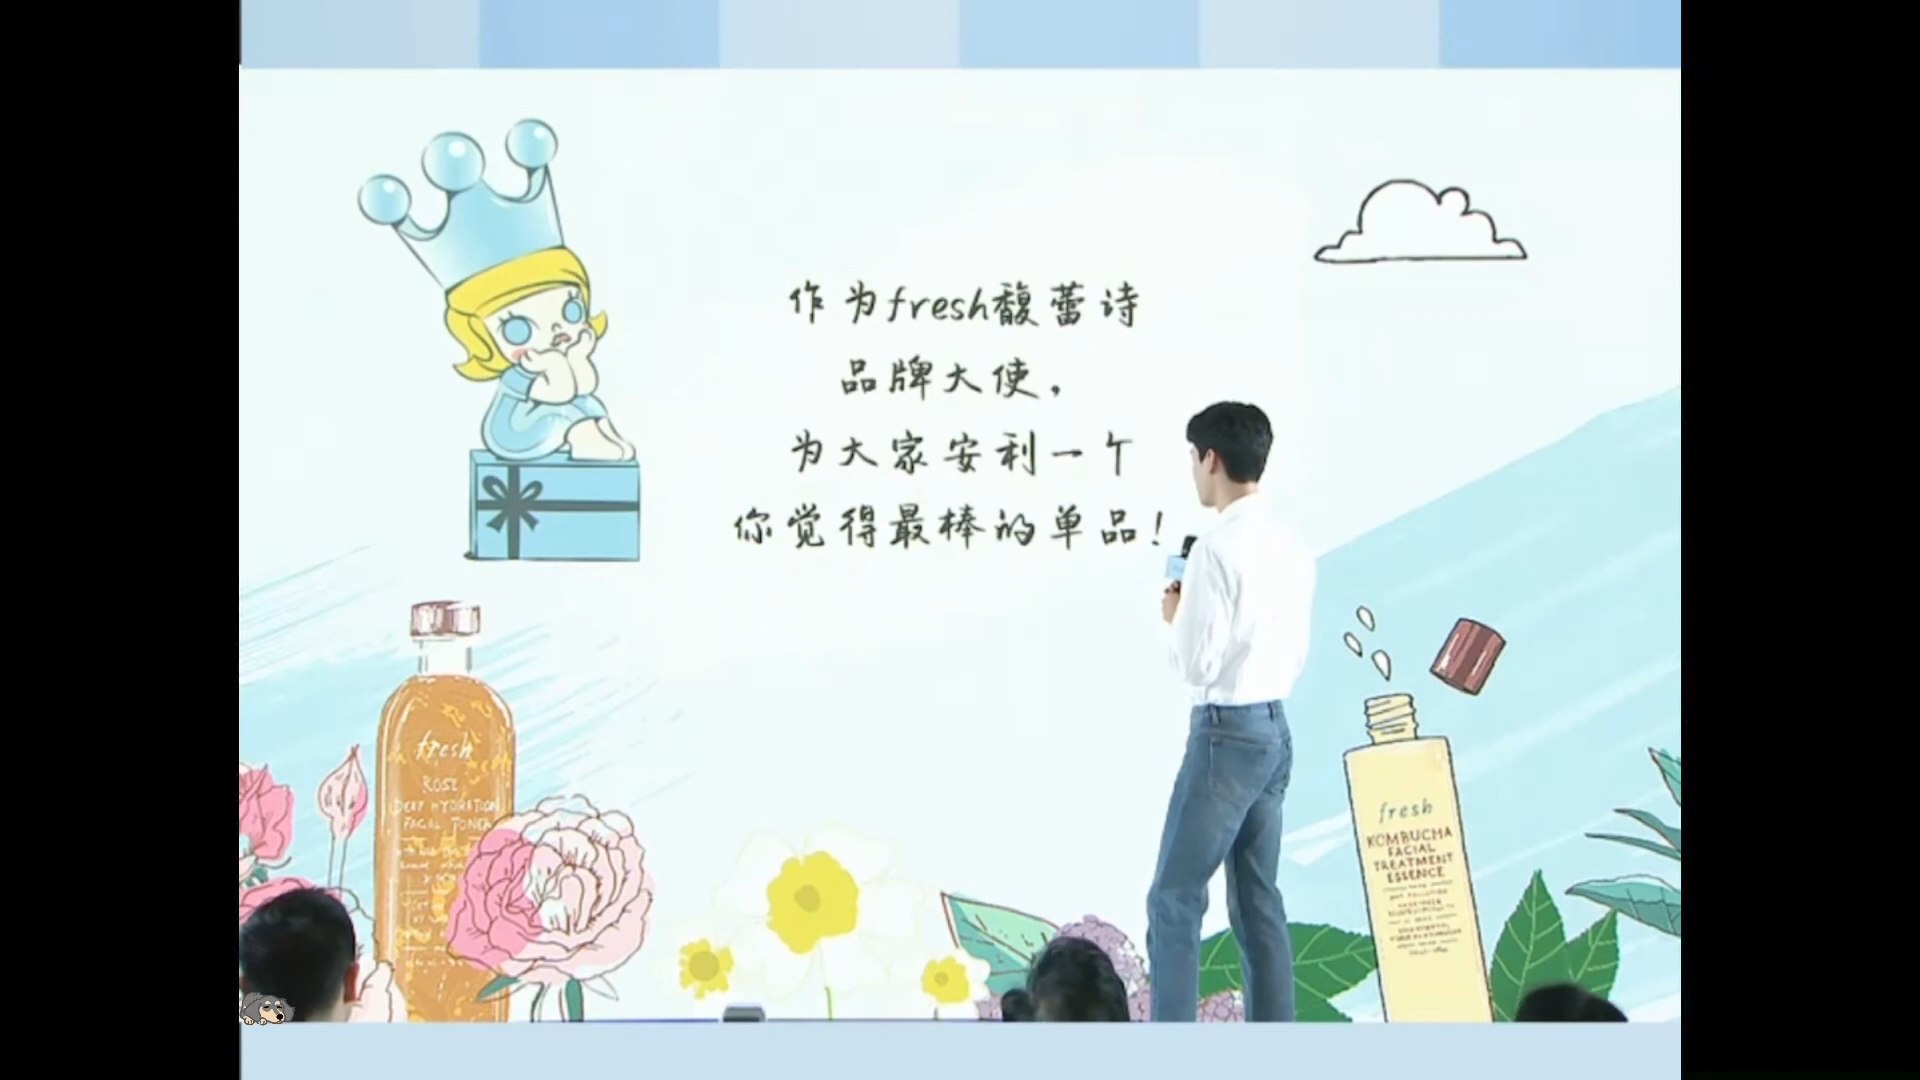 作为fresh馥蕾诗
品牌大使，
为大家安利一个
你觉得最棒的单品！
fresh
ROSE
DEEP HYDRATION
FACIAL TONER
fresh
KOMBUCHA
FACIAL
TREATMENT
ESSENCE